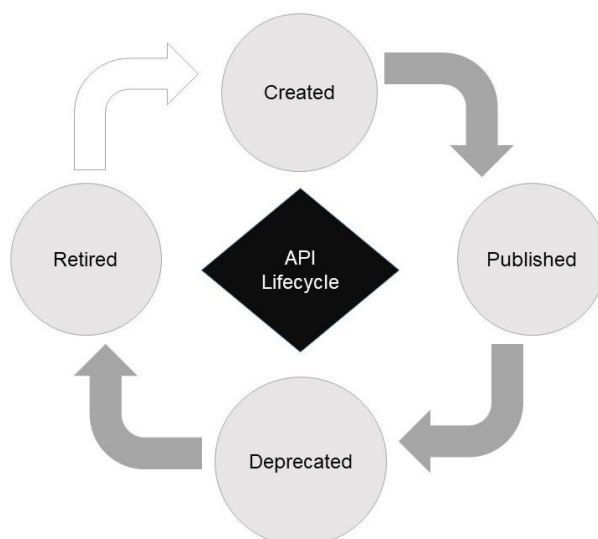 Created
Retired
API
Lifecycle
Published
Deprecated